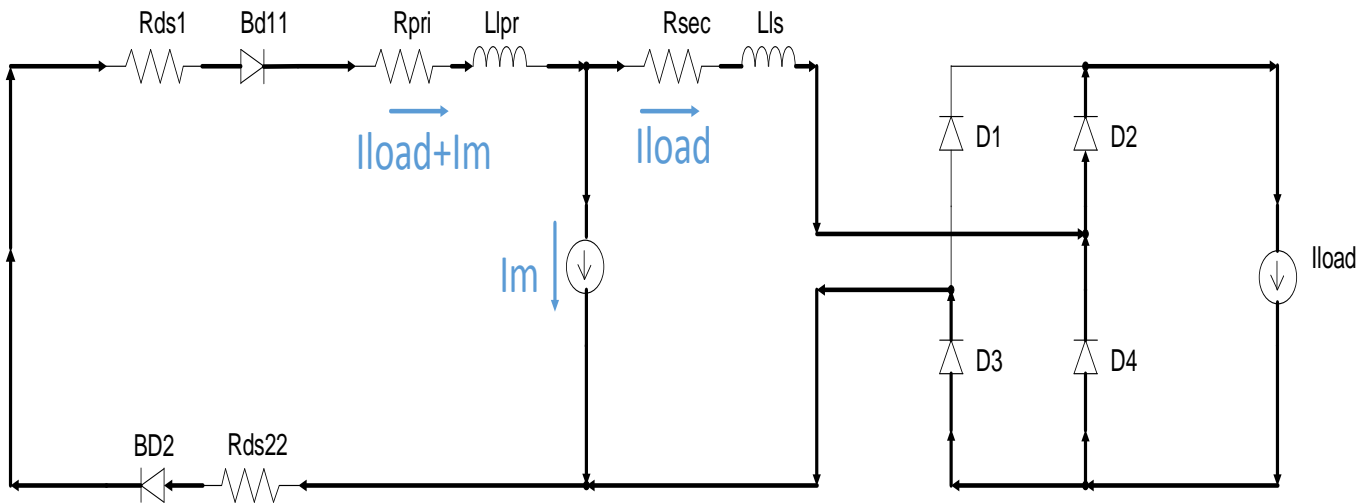 Rds1 Bd11 Rpri Llpr Rsec Lls
D1 D2
Iload+Im Iload
Im
Iload
D3 D4
BD2 Rds22